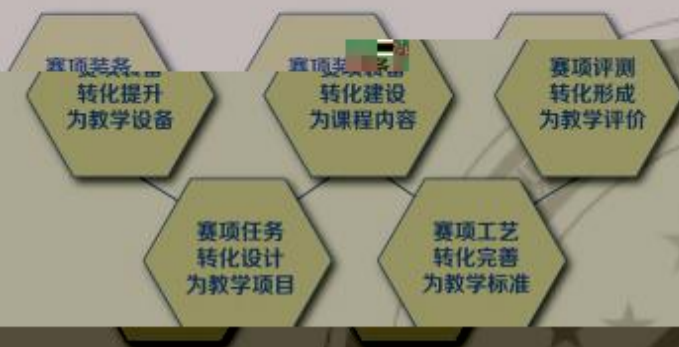 赛项装备
转化提升
为教学设备
赛项装备
转化建设
为课程内容
赛项评测
转化形成
为教学评价
赛项任务
转化设计
为教学项目
赛项工艺
转化完善
为教学标准